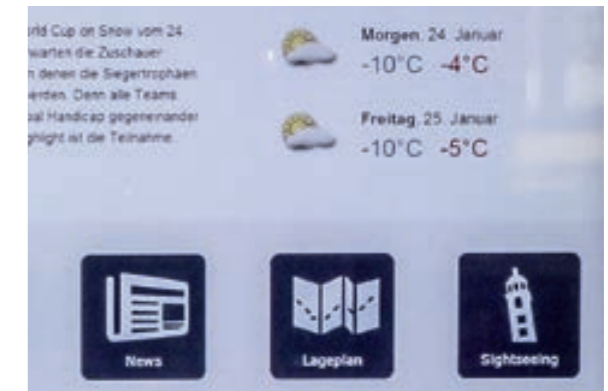 rld Cup on Snow vom 24.
warten die Zuschauer
n denen die Siegertrophäen
erden. Denn alle Teams
al Handicap gegeneinander
ghlight ist die Teilnahme
Morgen, 24. Januar
-10°C -4°C
Freitag, 25. Januar
-10°C -5°C
News
Lageplan
Sightseeing